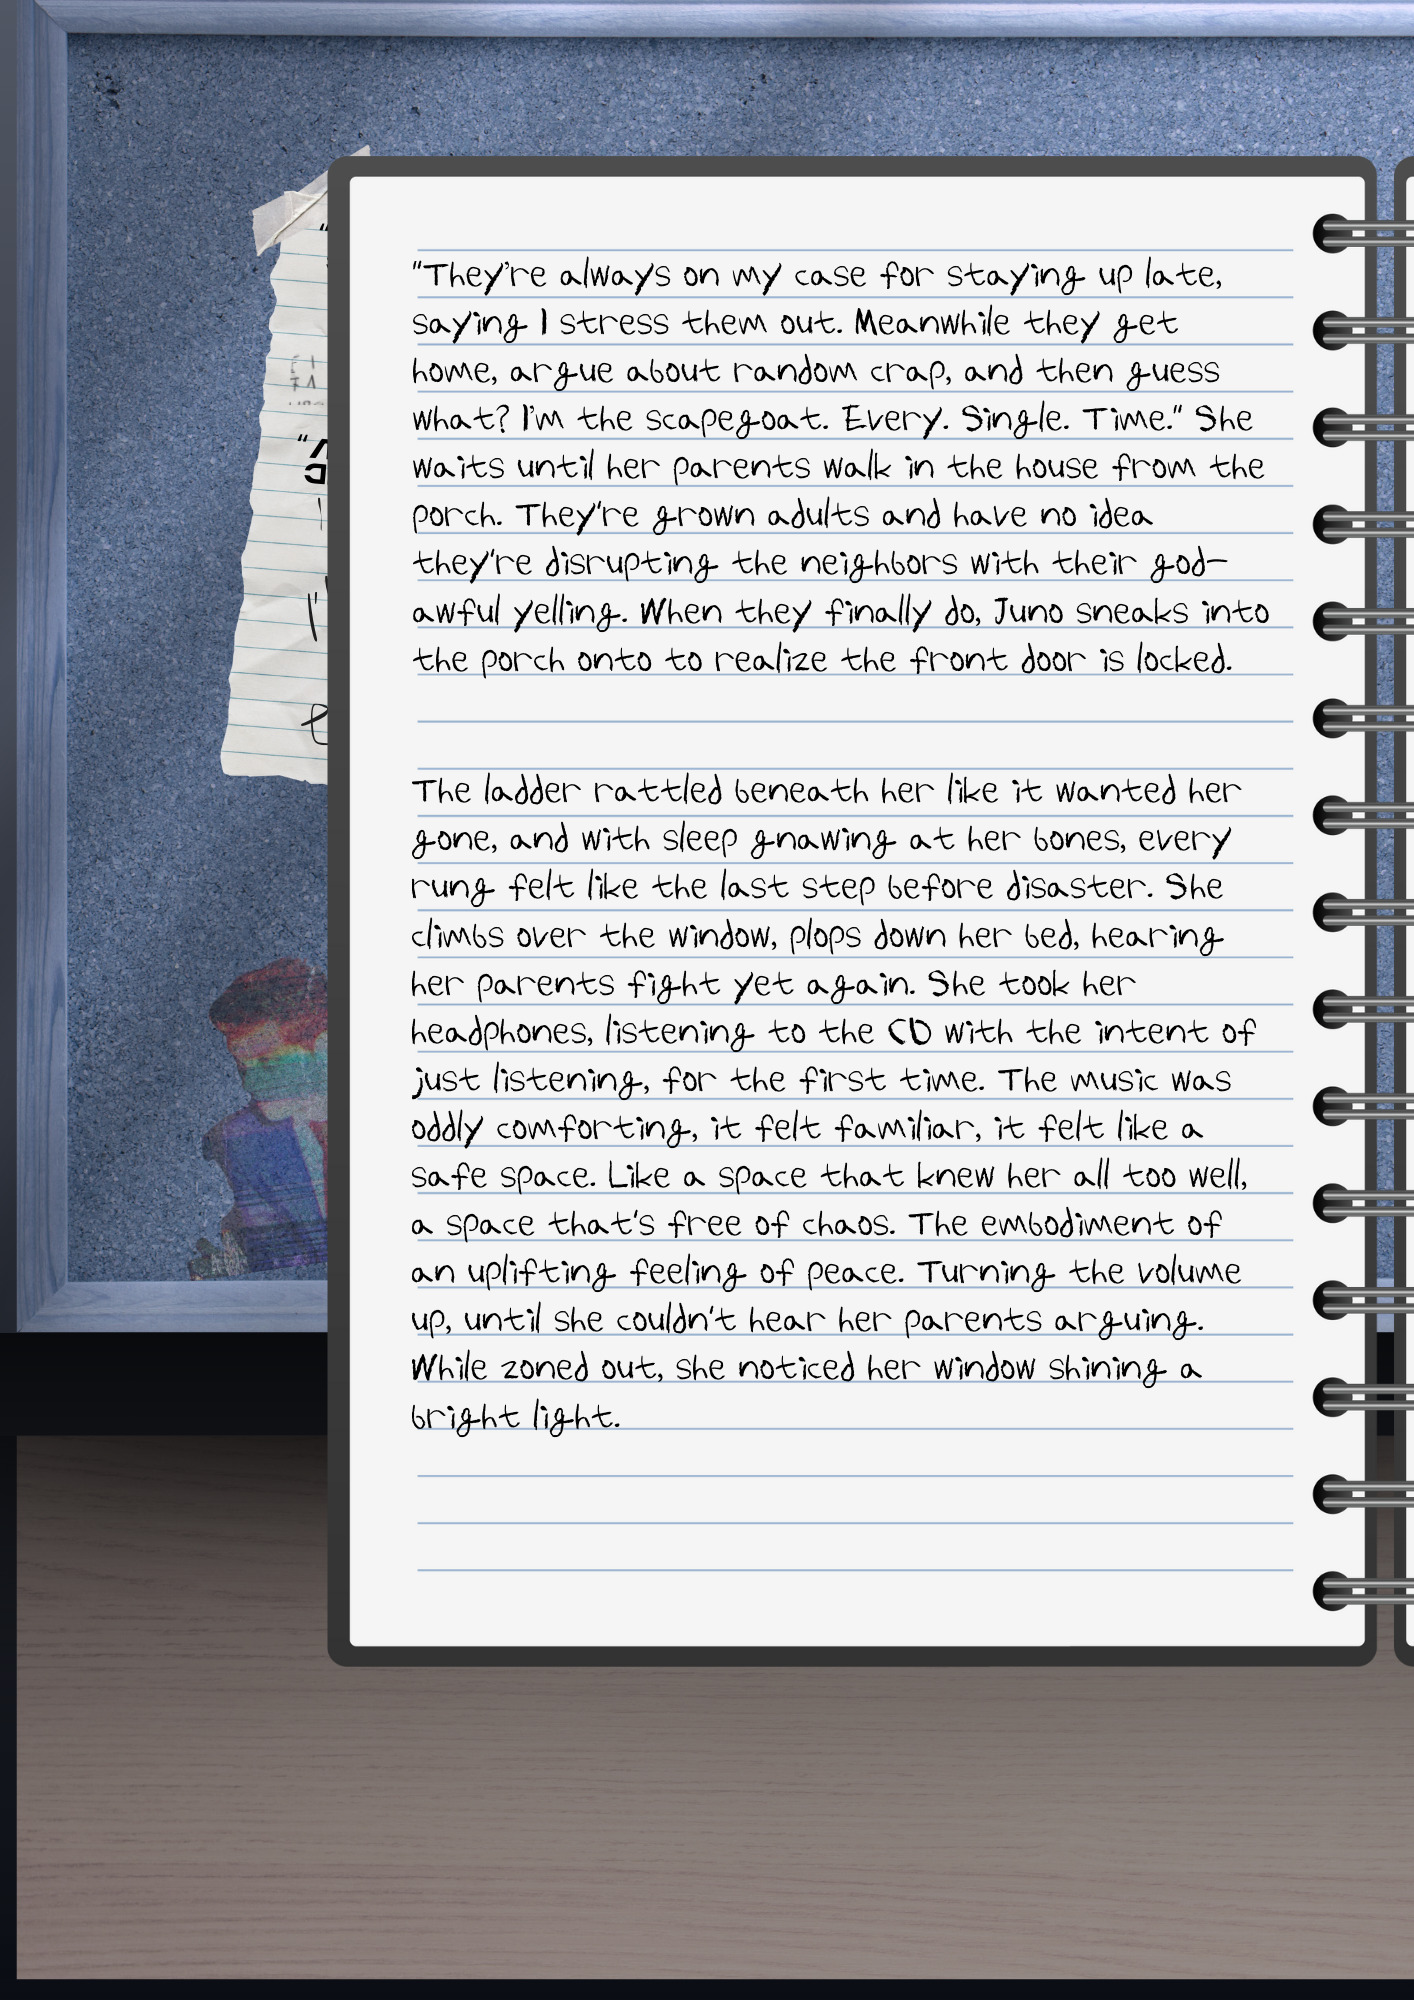 "They're always on my case for staying up late,
saying I stress them out. Meanwhile they get
home, argue about random crap, and then guess
what? I'm the scapegoat. Every. Single. Time." She
waits until her parents walk in the house from the
porch. They're grown adults and have no idea
they're disrupting the neighbors with their god-
awful yelling. When they finally do, Juno sneaks into
the porch onto to realize the front door is locked.
The ladder rattled beneath her like it wanted her
gone, and with sleep gnawing at her bones, every
rung felt like the last step before disaster. She
climbs over the window, plops down her bed, hearing
her parents fight yet again. She took her
headphones, listening to the CD with the intent of
just listening, for the first time. The music was
oddly comforting, it felt familiar, it felt like a
safe space. Like a space that knew her all too well,
a space that's free of chaos. The embodiment of
an uplifting feeling of peace. Turning the volume
up, until she couldn't hear her parents arguing.
While zoned out, she noticed her window shining a
bright light.